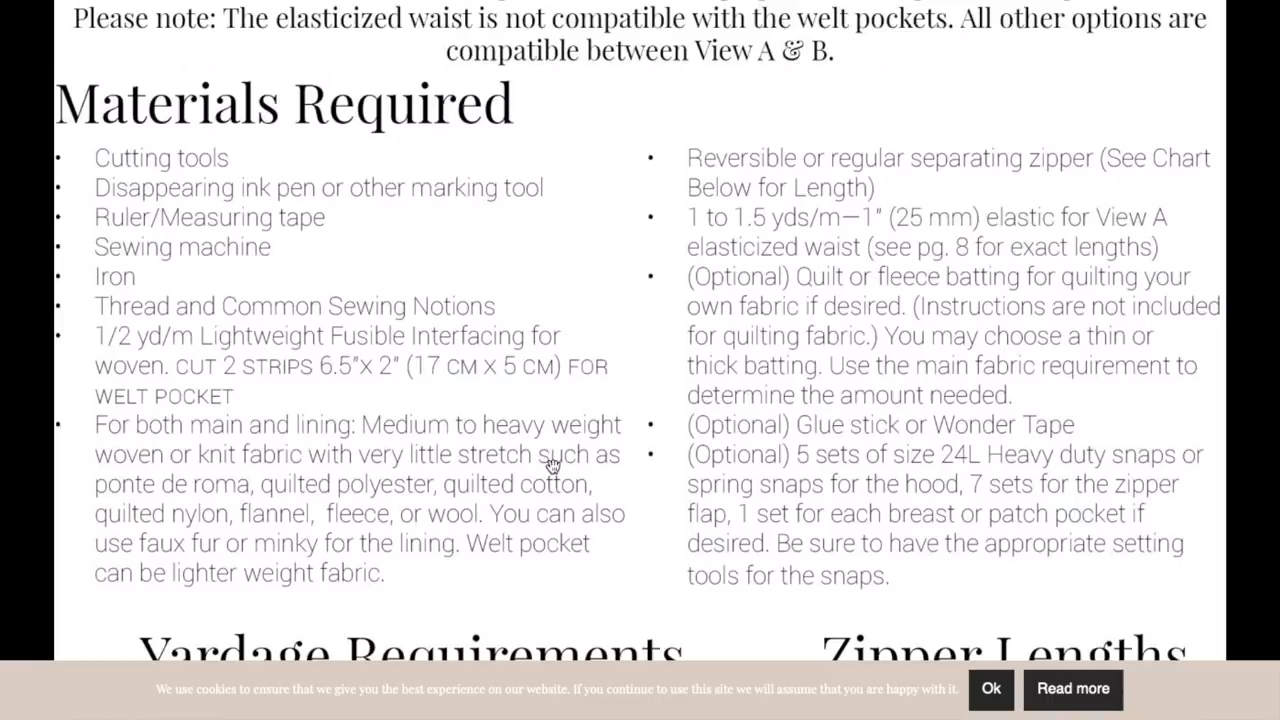 Please note: The elasticized waist is not compatible with the welt pockets. All other options are
compatible between View A & B.
Materials Required
• Cutting tools
• Disappearing ink pen or other marking tool
• Ruler/Measuring tape
• Sewing machine
• Iron
• Thread and Common Sewing Notions
• 1/2 yd/m Lightweight Fusible Interfacing for
woven. CUT 2 STRIPS 6.5”X 2” (17 CM X 5 CM) FOR
WELT POCKET
• For both main and lining: Medium to heavy weight
woven or knit fabric with very little stretch such as
ponte de roma, quilted polyester, quilted cotton,
quilted nylon, flannel, fleece, or wool. You can also
use faux fur or minky for the lining. Welt pocket
can be lighter weight fabric.
• Reversible or regular separating zipper (See Chart
Below for Length)
• 1 to 1.5 yds/m—1” (25 mm) elastic for View A
elasticized waist (see pg. 8 for exact lengths)
• (Optional) Quilt or fleece batting for quilting your
own fabric if desired. (Instructions are not included
for quilting fabric.) You may choose a thin or
thick batting. Use the main fabric requirement to
determine the amount needed.
• (Optional) Glue stick or Wonder Tape
• (Optional) 5 sets of size 24L Heavy duty snaps or
spring snaps for the hood, 7 sets for the zipper
flap, 1 set for each breast or patch pocket if
desired. Be sure to have the appropriate setting
tools for the snaps.
Yardage Requirements
Zipper Lengths
We use cookies to ensure that we give you the best experience on our website. If you continue to use this site we will assume that you are happy with it.
Ok
Read more